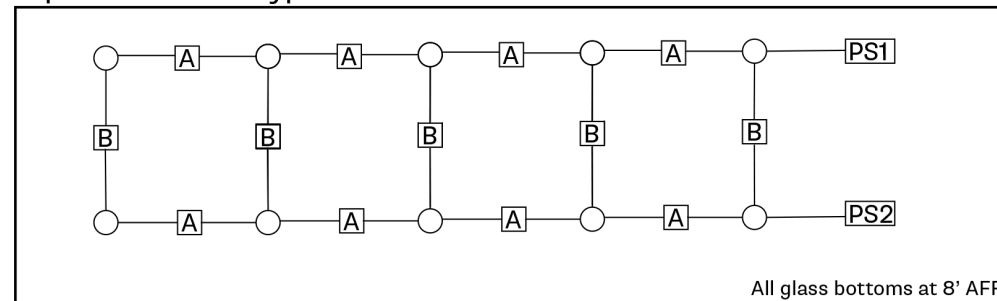 A A A A PS1
B B B B B
A A A A PS2
All glass bottoms at 8’ AFF